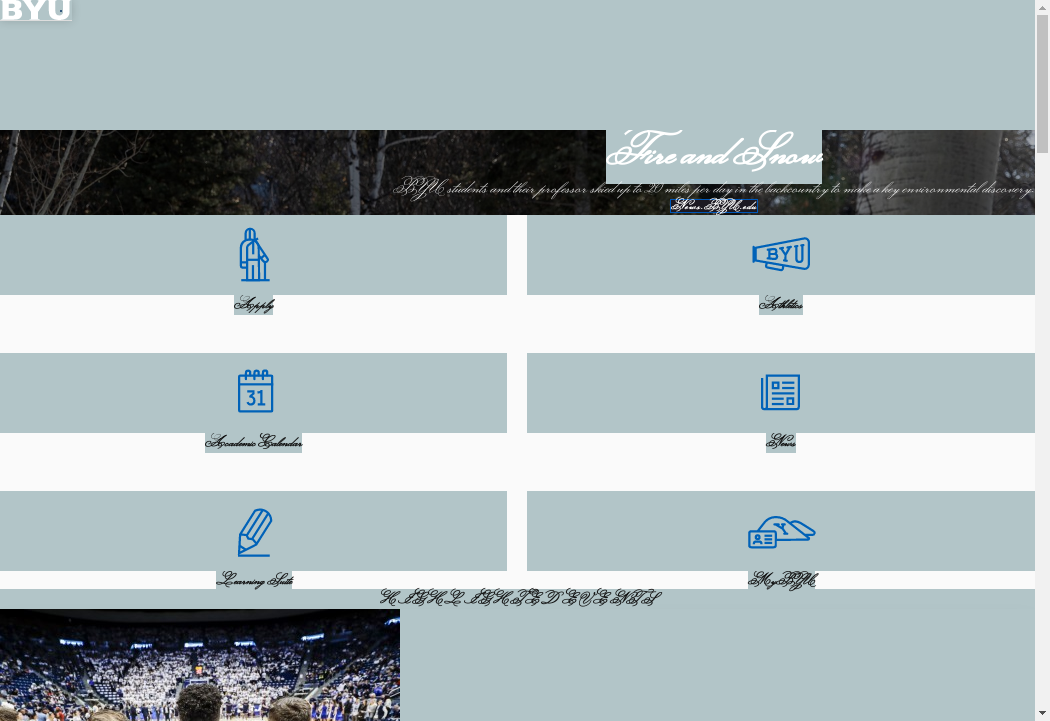 BYU
Fire and Snow
BYU students and their professor skied up to 20 miles per day in the backcountry to make a key environmental discovery.
News.BYU.edu
BYU
Apply
Athletics
31
Academic Calendar
News
Y
Learning Suite
MyBYU
HIGHLIGHTED EVENTS